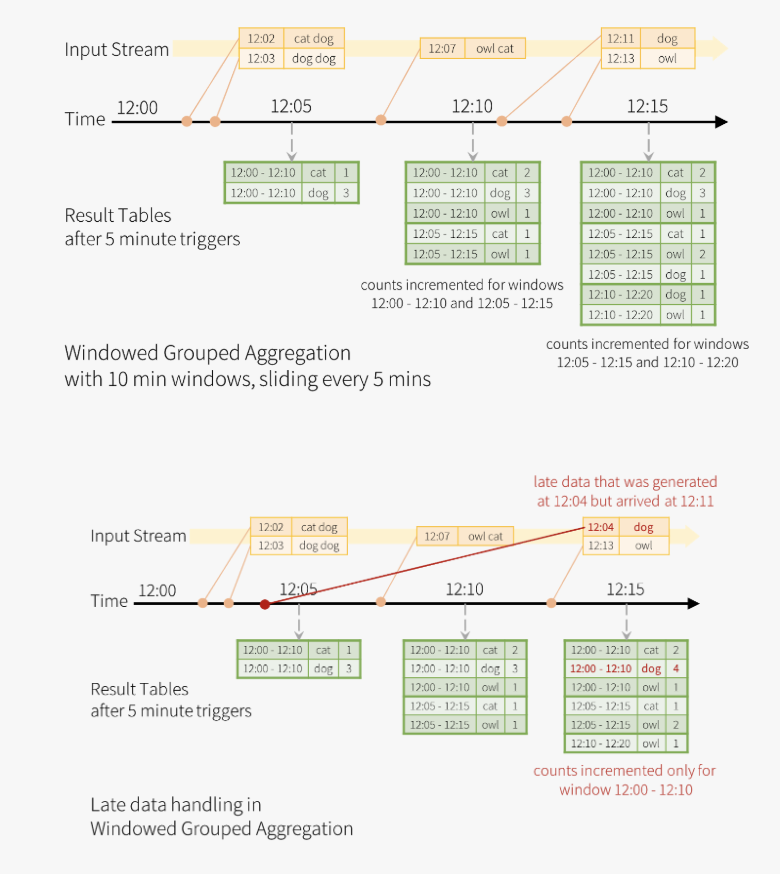 Input Stream
12:02 cat dog
12:03 dog dog
12:07 owl cat
12:11 dog
12:13 owl
Time
12:00
12:05
12:10
12:15
Result Tables
after 5 minute triggers
12:00 - 12:10 cat 1
12:00 - 12:10 dog 3
12:00 - 12:10 cat 2
12:00 - 12:10 dog 3
12:00 - 12:10 owl 1
12:05 - 12:15 cat 1
12:05 - 12:15 owl 1
counts incremented for windows
12:00 - 12:10 and 12:05 - 12:15
12:00 - 12:10 cat 2
12:00 - 12:10 dog 3
12:00 - 12:10 owl 1
12:05 - 12:15 cat 1
12:05 - 12:15 owl 2
12:05 - 12:15 dog 1
12:10 - 12:20 dog 1
12:10 - 12:20 owl 1
counts incremented for windows
12:05 - 12:15 and 12:10 - 12:20
Windowed Grouped Aggregation
with 10 min windows, sliding every 5 mins
late data that was generated
at 12:04 but arrived at 12:11
Input Stream
12:02 cat dog
12:03 dog dog
12:07 owl cat
12:04 dog
12:13 owl
Time
12:00
12:05
12:10
12:15
Result Tables
after 5 minute triggers
12:00 - 12:10 cat 1
12:00 - 12:10 dog 3
12:00 - 12:10 cat 2
12:00 - 12:10 dog 3
12:00 - 12:10 owl 1
12:05 - 12:15 cat 1
12:05 - 12:15 owl 1
12:00 - 12:10 cat 2
12:00 - 12:10 dog 4
12:00 - 12:10 owl 1
12:05 - 12:15 cat 1
12:05 - 12:15 owl 2
12:10 - 12:20 owl 1
counts incremented only for
window 12:00 - 12:10
Late data handling in
Windowed Grouped Aggregation